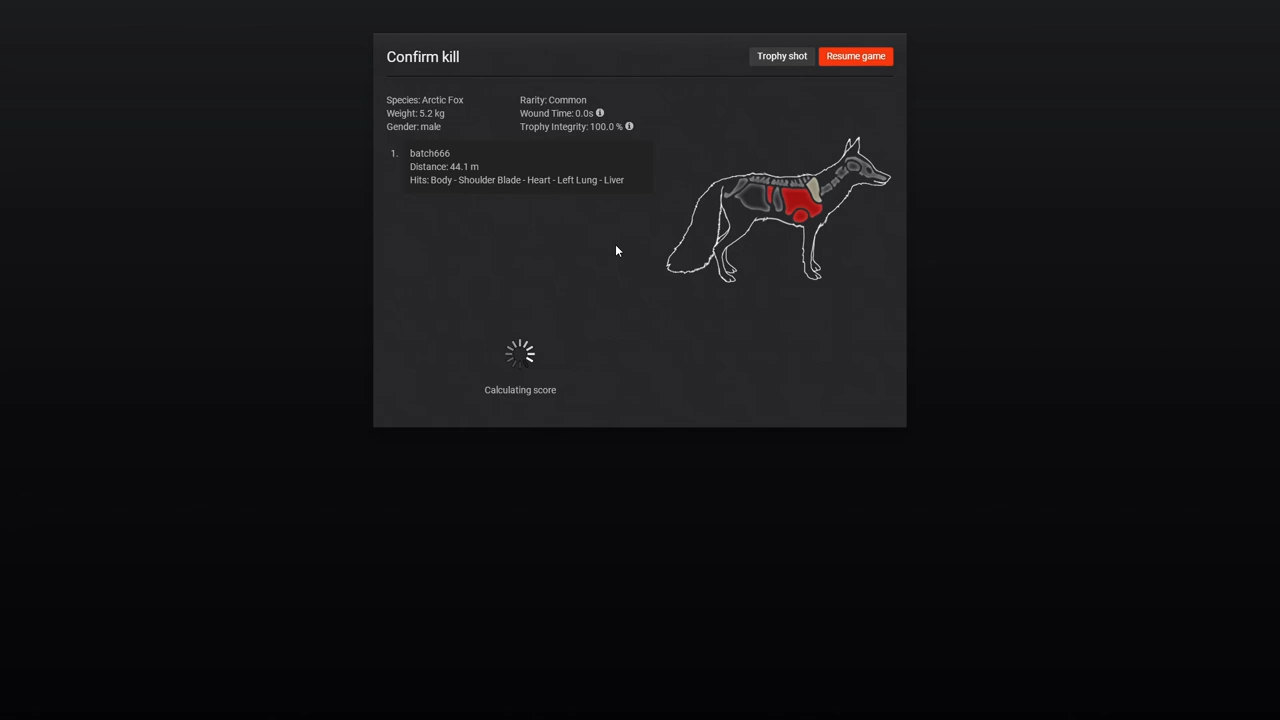 Confirm kill
Trophy shot
Resume game
Species: Arctic Fox
Rarity: Common
Weight: 5.2 kg
Wound Time: 0.0s
Gender: male
Trophy Integrity: 100.0 %
1. batch666
Distance: 44.1 m
Hits: Body - Shoulder Blade - Heart - Left Lung - Liver
Calculating score